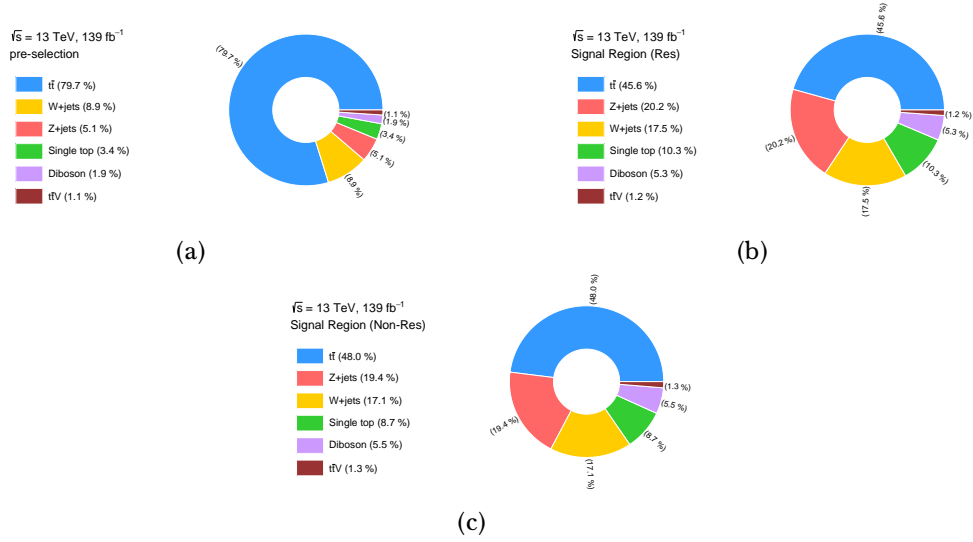 √s = 13 TeV, 139 fb⁻¹
pre-selection
tt̄ (79.7 %)
W+jets (8.9 %)
Z+jets (5.1 %)
Single top (3.4 %)
Diboson (1.9 %)
tt̄V (1.1 %)
(79.7 %)
(8.9 %)
(5.1 %)
(3.4 %)
(1.9 %)
(1.1 %)
(a)
√s = 13 TeV, 139 fb⁻¹
Signal Region (Res)
tt̄ (45.6 %)
Z+jets (20.2 %)
W+jets (17.5 %)
Single top (10.3 %)
Diboson (5.3 %)
tt̄V (1.2 %)
(45.6 %)
(20.2 %)
(17.5 %)
(10.3 %)
(5.3 %)
(1.2 %)
(b)
√s = 13 TeV, 139 fb⁻¹
Signal Region (Non-Res)
tt̄ (48.0 %)
Z+jets (19.4 %)
W+jets (17.1 %)
Single top (8.7 %)
Diboson (5.5 %)
tt̄V (1.3 %)
(48.0 %)
(19.4 %)
(17.1 %)
(8.7 %)
(5.5 %)
(1.3 %)
(c)